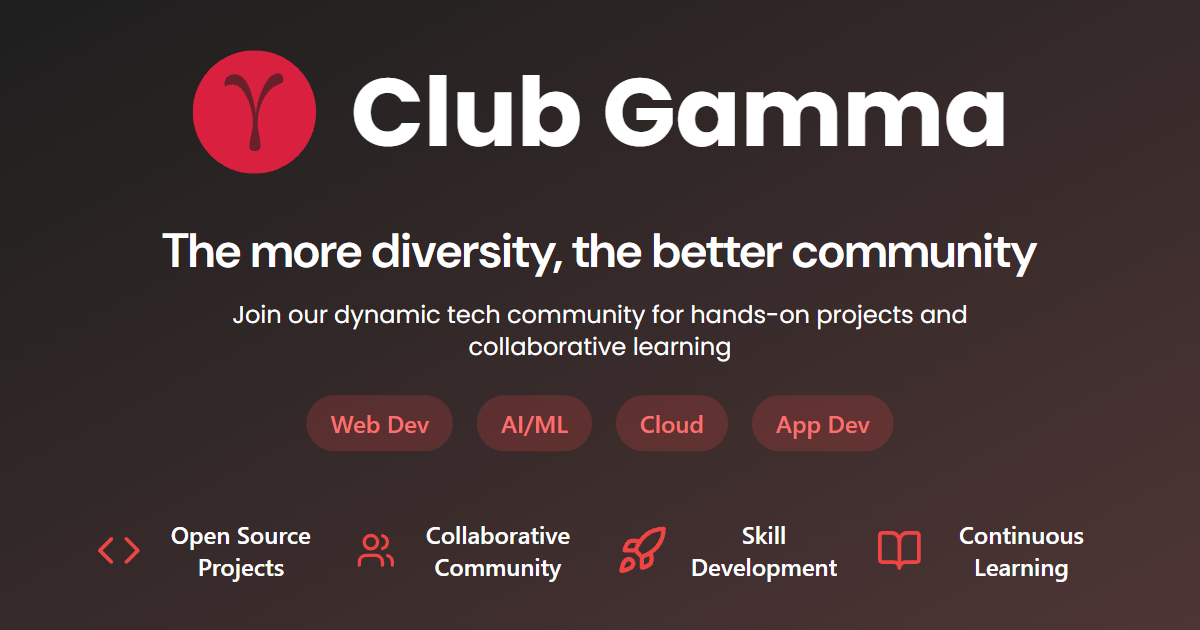 Club Gamma
The more diversity, the better community
Join our dynamic tech community for hands-on projects and
collaborative learning
Web Dev
AI/ML
Cloud
App Dev
Open Source
Projects
Collaborative
Community
Skill
Development
Continuous
Learning